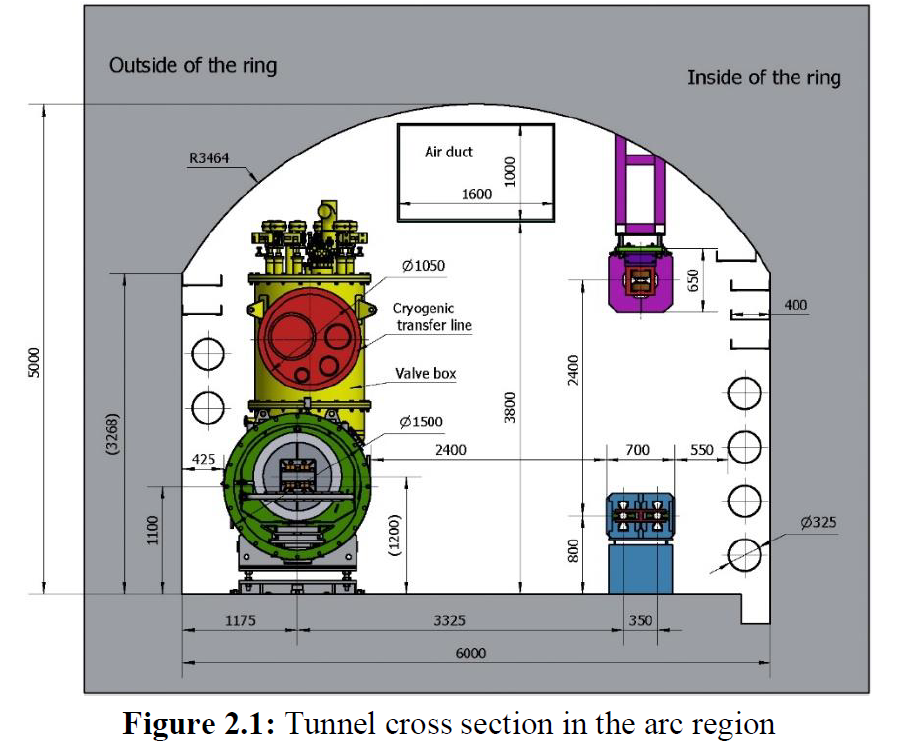 Outside of the ring
Inside of the ring
R3464
Air duct
1000
1600
Ø1050
Cryogenic
transfer line
Valve box
Ø1500
650
400
5000
(3268)
3800
2400
425
2400
700
550
1100
(1200)
800
Ø325
1175
3325
350
6000
Figure 2.1: Tunnel cross section in the arc region